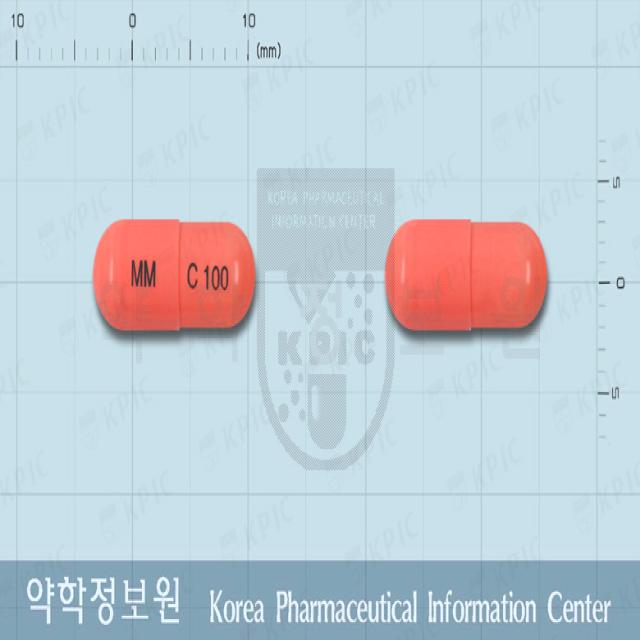 10 0 10
(mm)
KOREA PHARMACEUTICAL
INFORMATION CENTER
5
MM C 100
0
KPIC
5
약학정보원 Korea Pharmaceutical Information Center